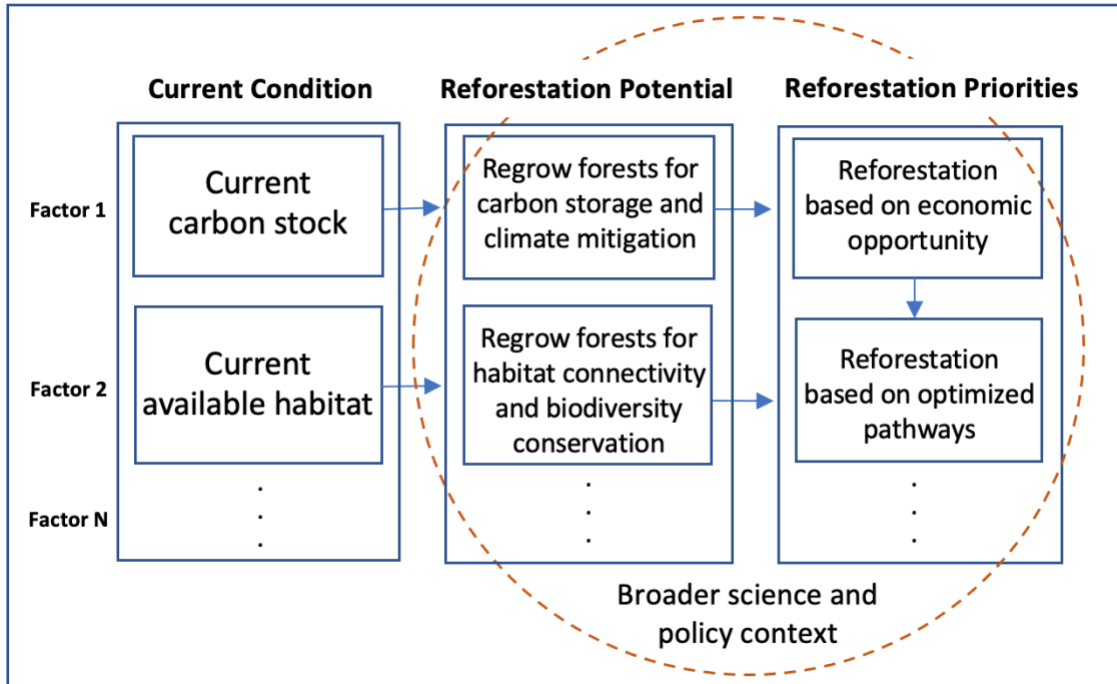 Current Condition
Reforestation Potential
Reforestation Priorities
Factor 1
Current
carbon stock
Regrow forests for
carbon storage and
climate mitigation
Reforestation
based on economic
opportunity
Factor 2
Current
available habitat
Regrow forests for
habitat connectivity
and biodiversity
conservation
Reforestation
based on optimized
pathways
Factor N
.
.
.
.
.
.
.
.
.
Broader science and
policy context